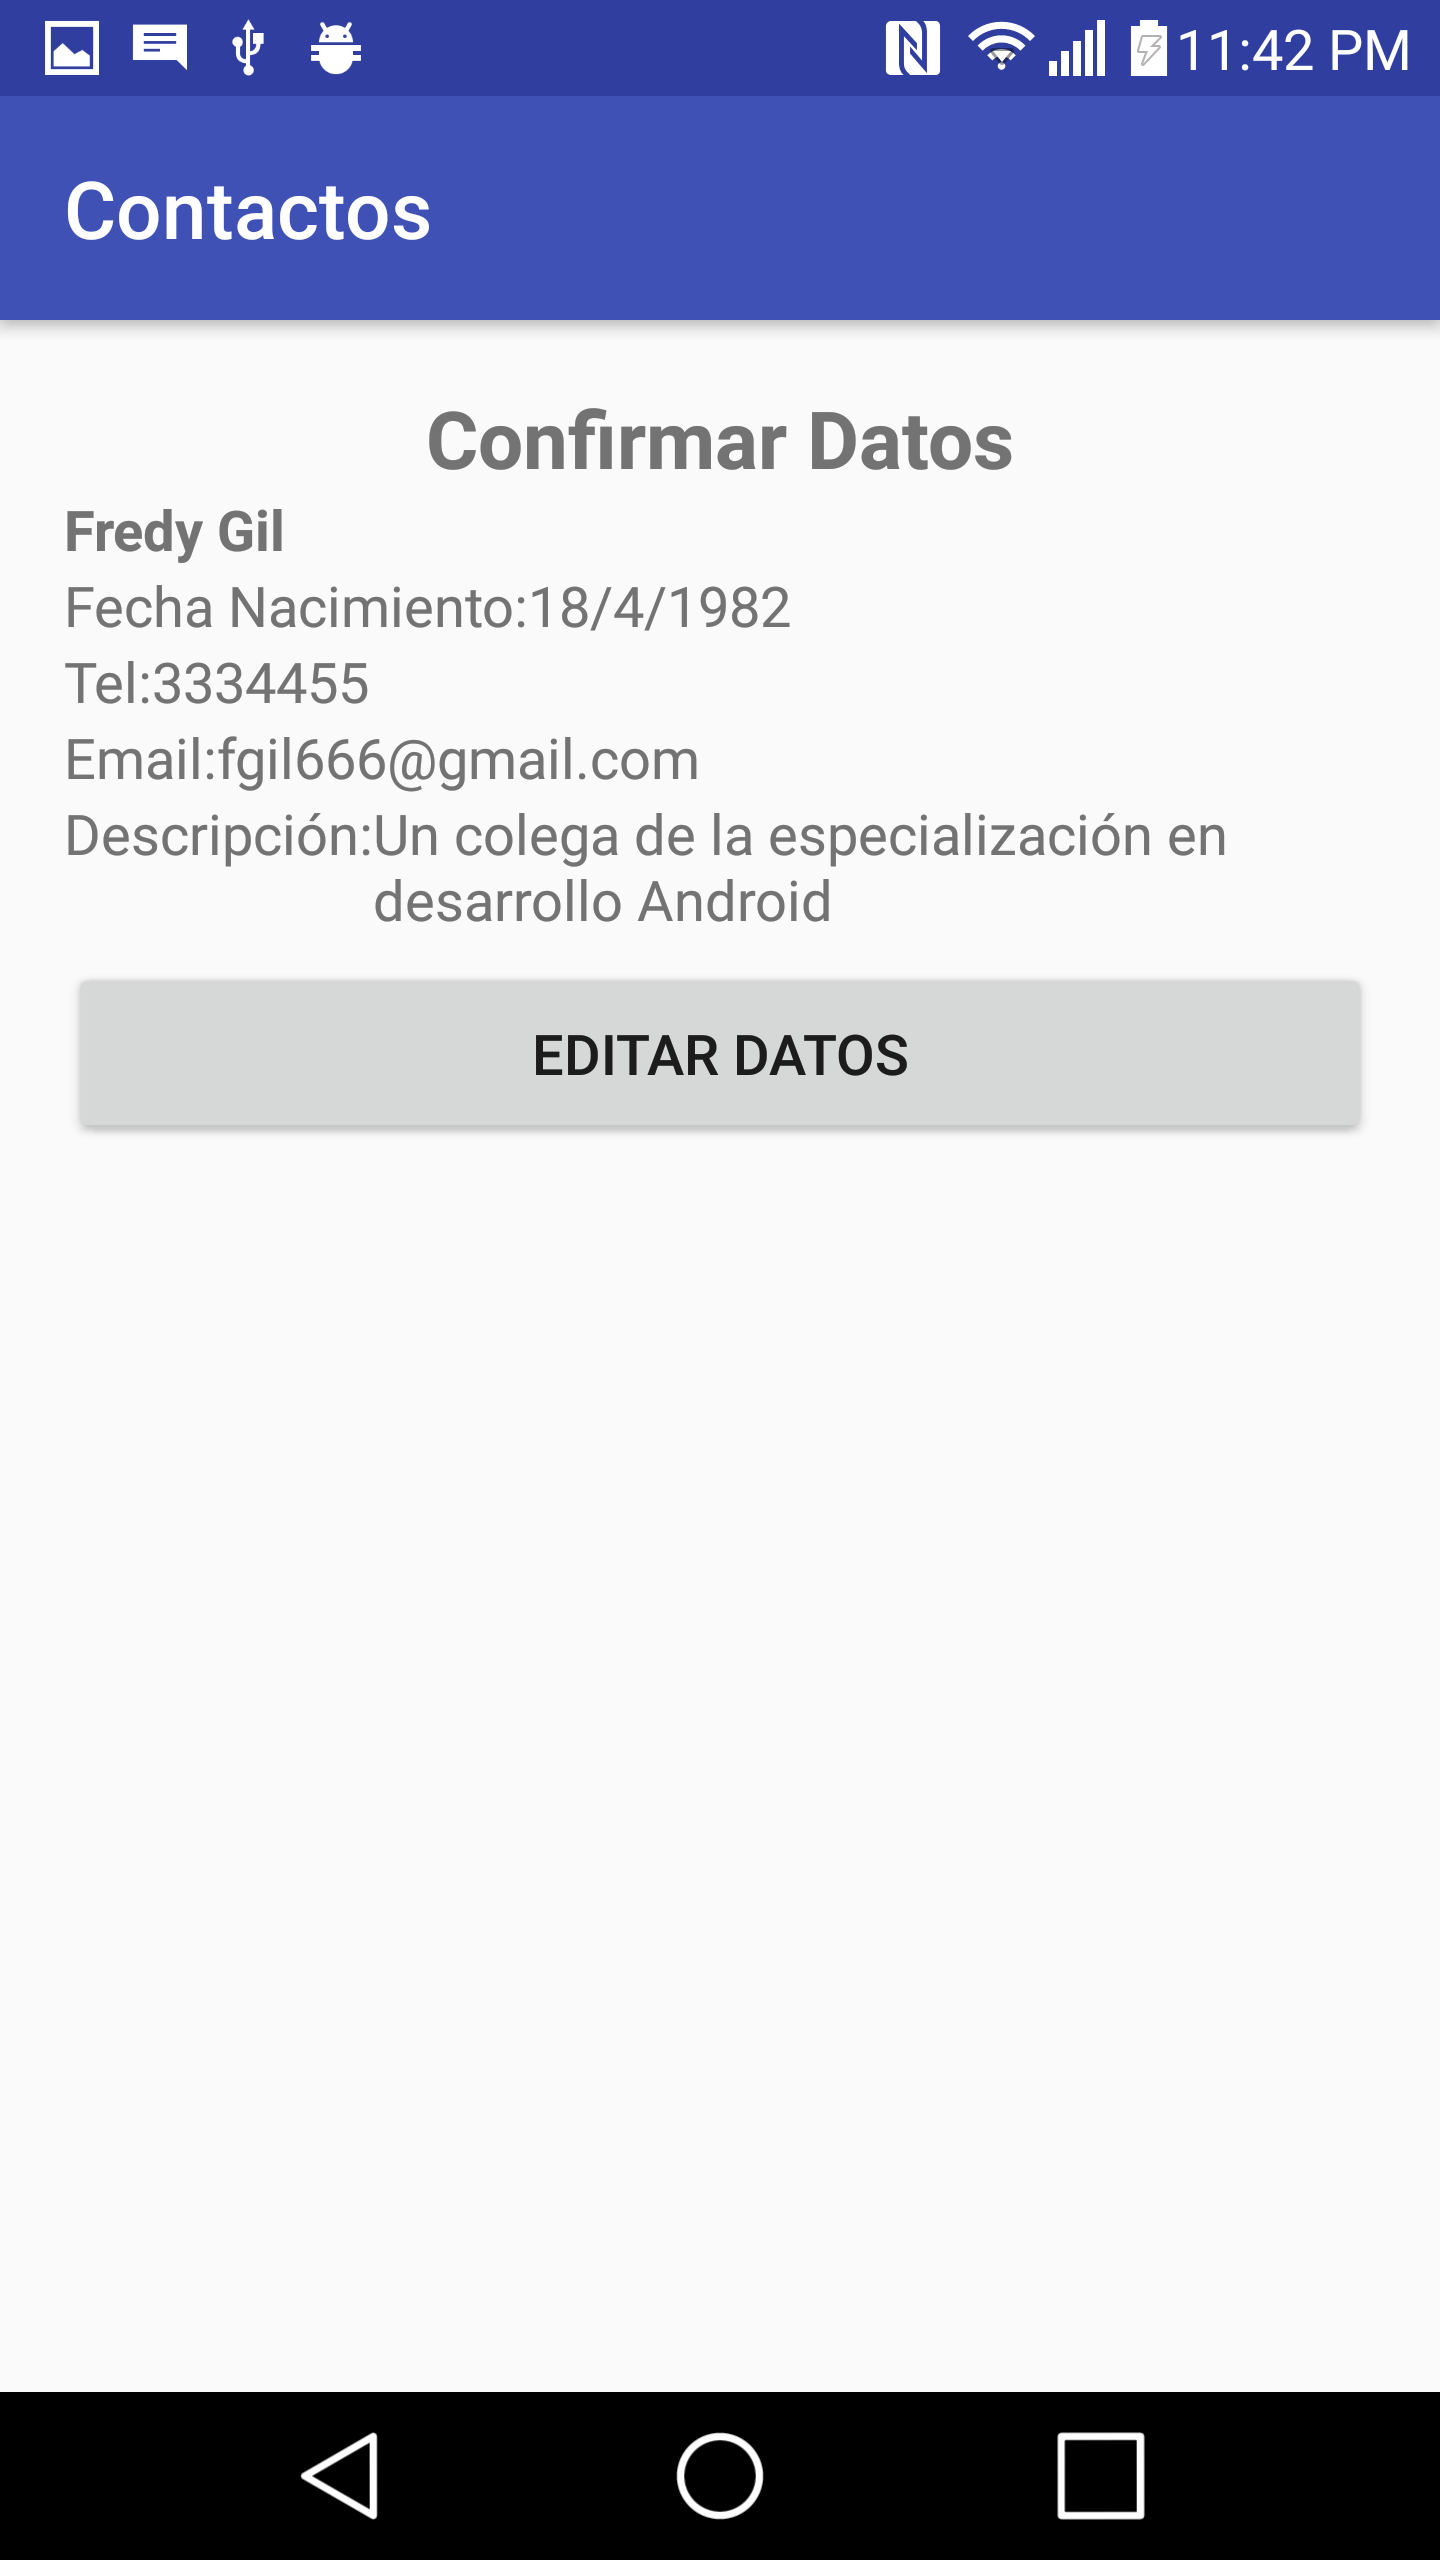 11:42 PM
Contactos
Confirmar Datos
Fredy Gil
Fecha Nacimiento:18/4/1982
Tel:3334455
Email:fgil666@gmail.com
Descripción:Un colega de la especialización en
desarrollo Android
EDITAR DATOS